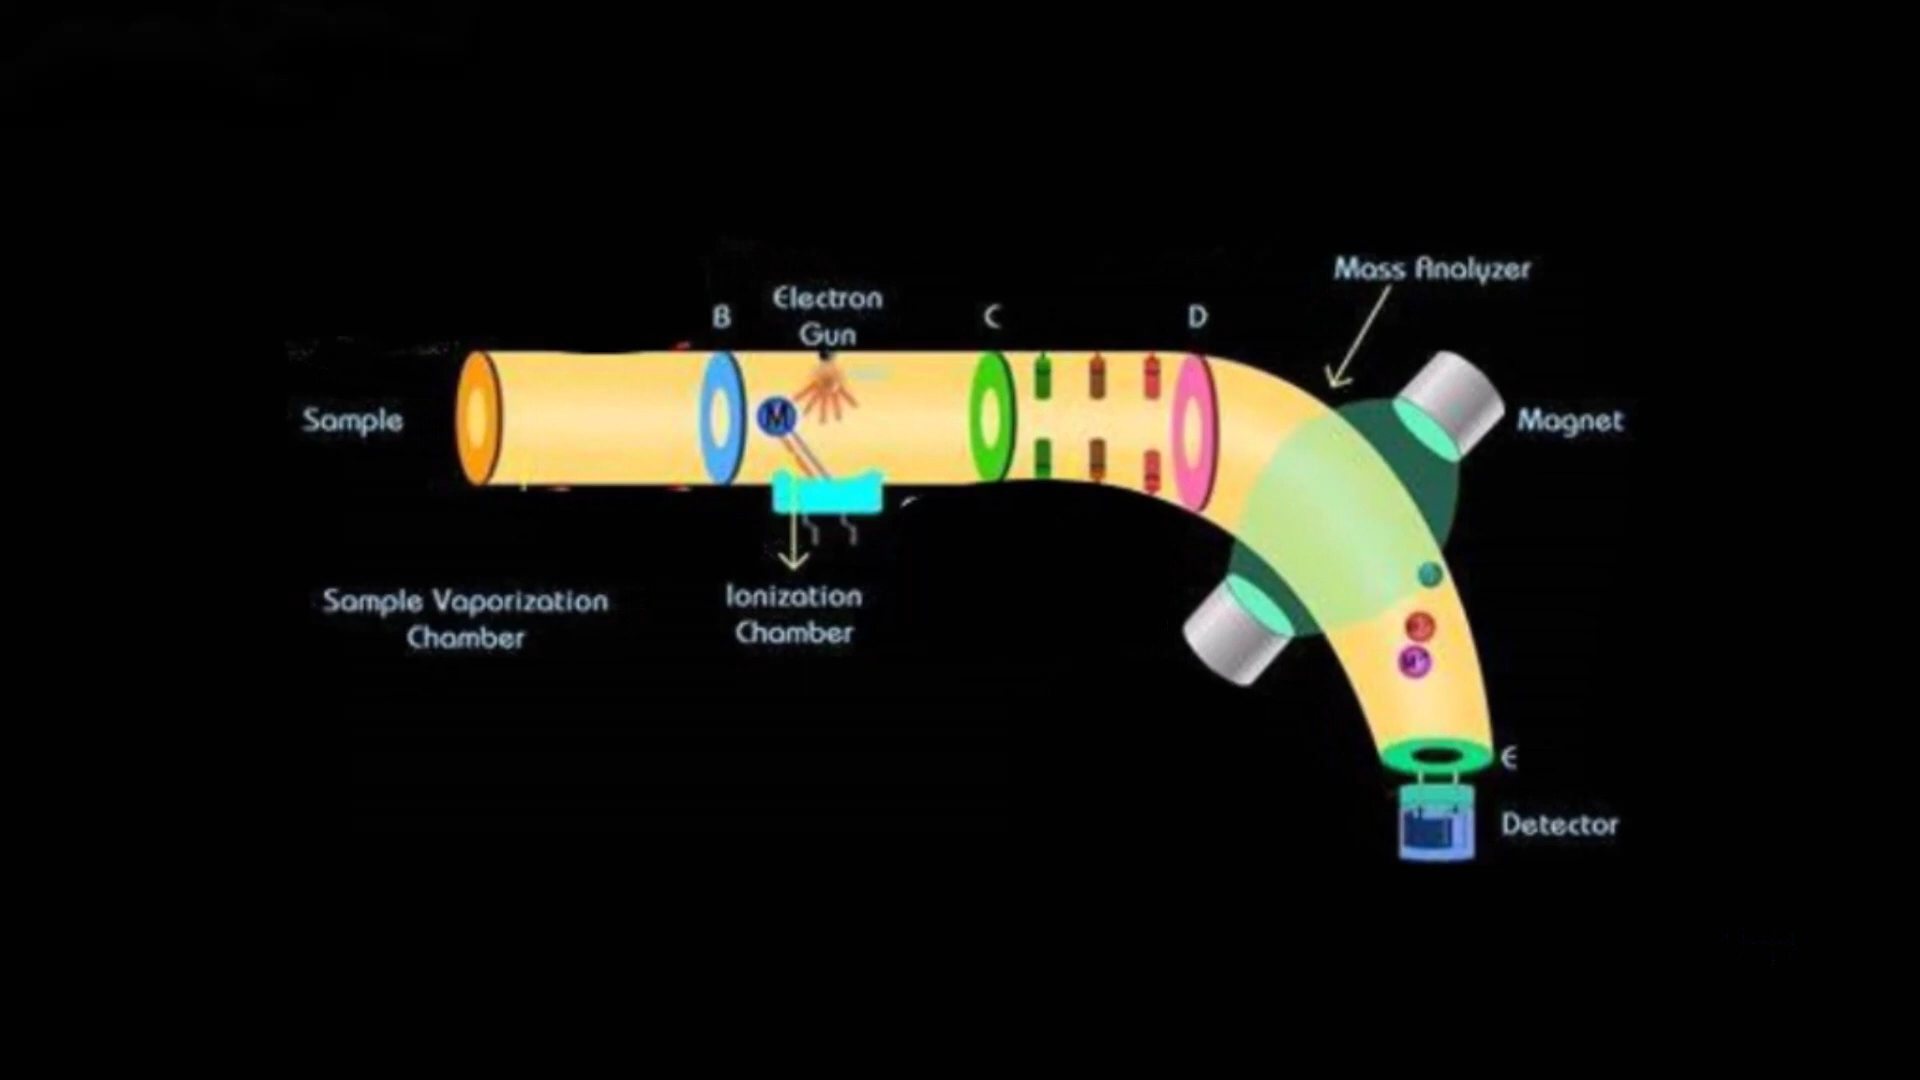 Mass Analyzer
Electron
Gun
B
C
D
Sample
M
Magnet
Sample Vaporization
Chamber
Ionization
Chamber
E
Detector